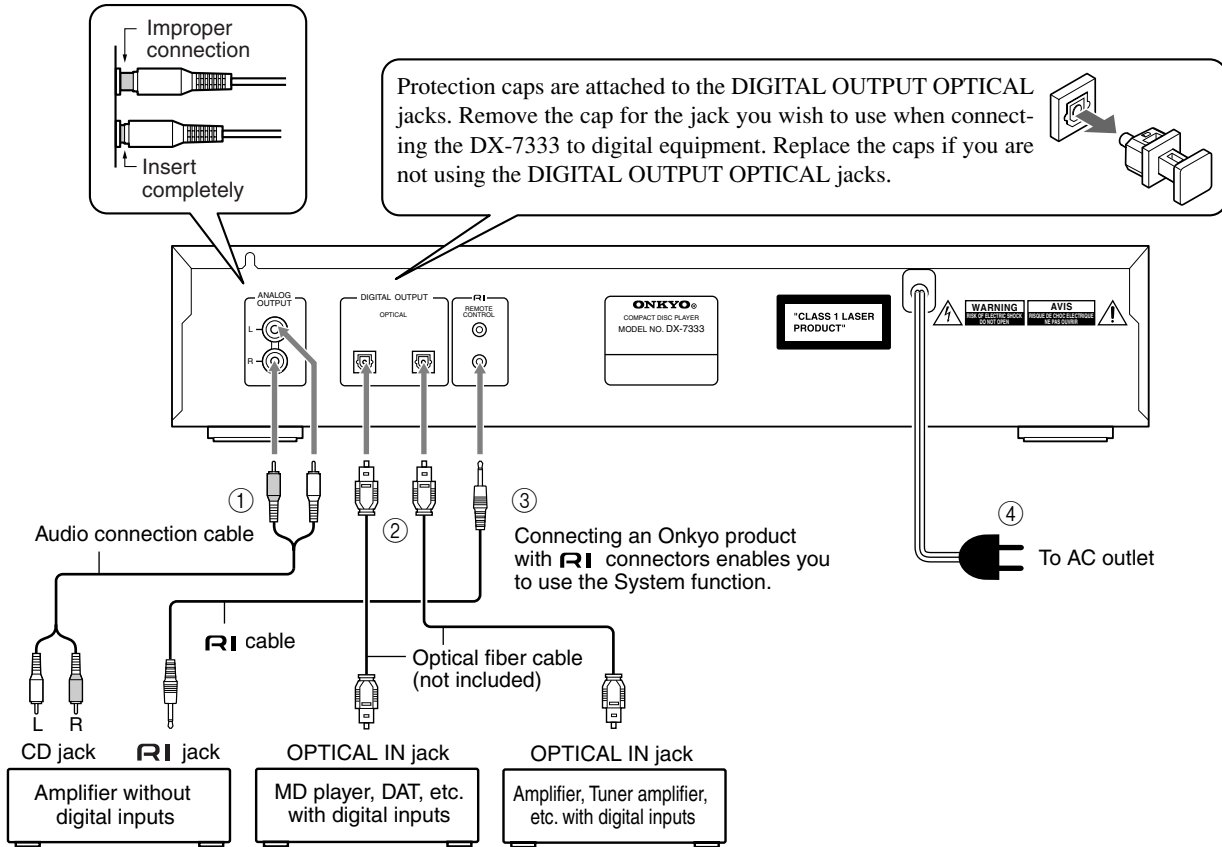 Improper
connection
Insert
completely
Protection caps are attached to the DIGITAL OUTPUT OPTICAL
jacks. Remove the cap for the jack you wish to use when connect-
ing the DX-7333 to digital equipment. Replace the caps if you are
not using the DIGITAL OUTPUT OPTICAL jacks.
ANALOG
OUTPUT
L
R
DIGITAL OUTPUT
OPTICAL
RI
REMOTE
CONTROL
ONKYO®
COMPACT DISC PLAYER
MODEL NO. DX-7333
"CLASS 1 LASER
PRODUCT"
WARNING
RISK OF ELECTRIC SHOCK
DO NOT OPEN
AVIS
RISQUE DE CHOC ELECTRIQUE
NE PAS OUVRIR
①
Audio connection cable
②
③
Connecting an Onkyo product
with RI connectors enables you
to use the System function.
④
To AC outlet
RI cable
Optical fiber cable
(not included)
L R
CD jack
RI jack
OPTICAL IN jack
OPTICAL IN jack
Amplifier without
digital inputs
MD player, DAT, etc.
with digital inputs
Amplifier, Tuner amplifier,
etc. with digital inputs